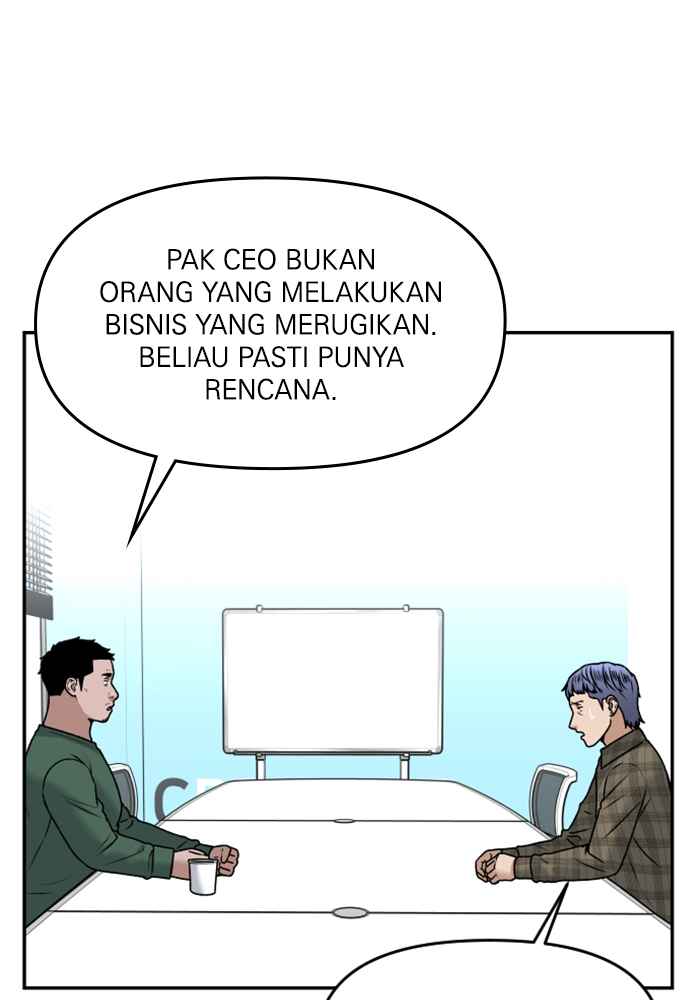 PAK CEO BUKAN
ORANG YANG MELAKUKAN
BISNIS YANG MERUGIKAN.
BELIAU PASTI PUNYA
RENCANA.